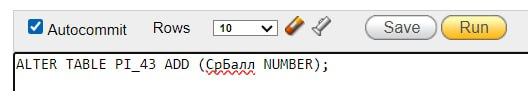 Autocommit Rows 10 Save Run
ALTER TABLE PI_43 ADD (СрБалл NUMBER);